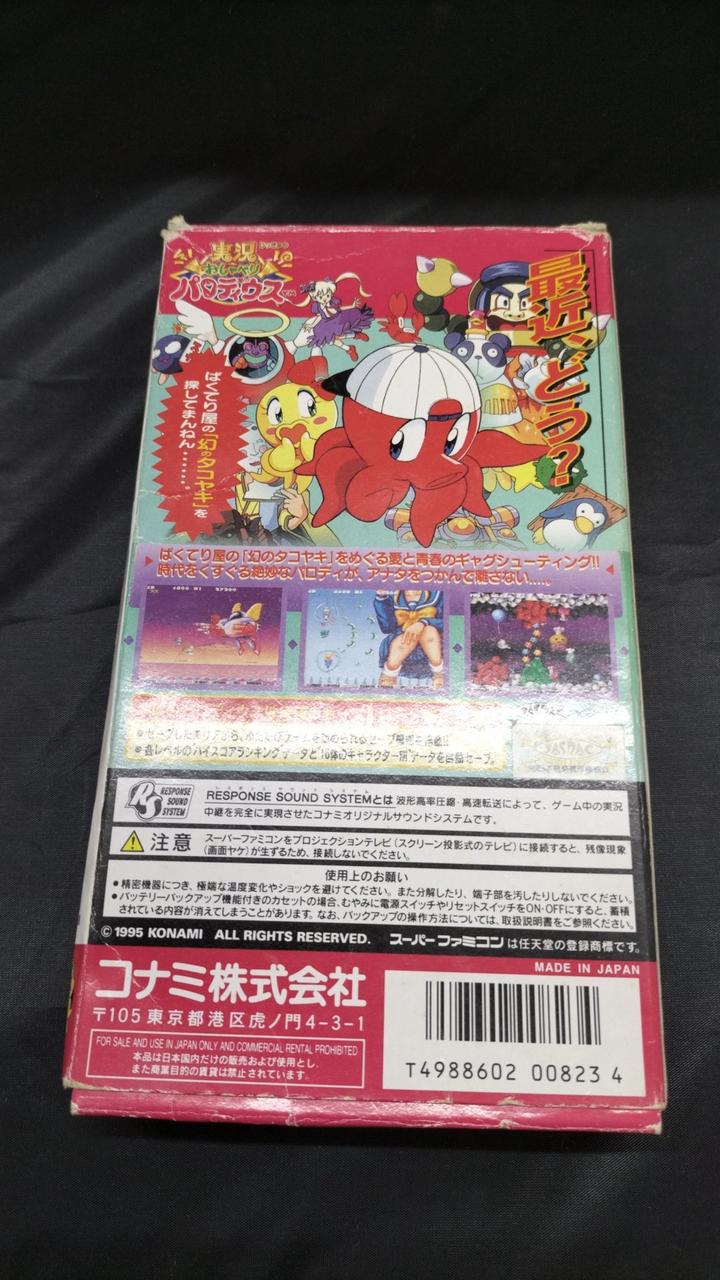 実況
おしゃべり
パロディウス
最近、どう?
ばくてり屋の「幻のタコヤキ」を
探してまんねん……。
ばくてり屋の「幻のタコヤキ」をめぐる愛と青春のギャグシューティング!!
時代をくすぐる絶妙なパロディが、アナタをつかんで離さない…。
●各レベルのハイスコアランキングデータと"16体のキャラクター別"データを自動セーブ。
JASRAC
RS RESPONSE SOUND SYSTEM
レスポンス サウンド システム
RESPONSE SOUND SYSTEMとは 波形高率圧縮・高速転送によって、ゲーム中の実況
中継を完全に実現させたコナミオリジナルサウンドシステムです。
注意 スーパーファミコンをプロジェクションテレビ(スクリーン投影式のテレビ)に接続すると、残像現象
(画面ヤケ)が生ずるため、接続しないでください。
使用上のお願い
●精密機器につき、極端な温度変化やショックを避けてください。また分解したり、端子部を汚したりしないでください。
●バッテリーバックアップ機能付きのカセットの場合、むやみに電源スイッチやリセットスイッチをON・OFFにすると、蓄積
されている内容が消えてしまうことがあります。なお、バックアップの操作方法については、取扱説明書をご参照ください。
©1995 KONAMI ALL RIGHTS RESERVED. スーパーファミコンは任天堂の登録商標です。
MADE IN JAPAN
コナミ株式会社
〒105 東京都港区虎ノ門4-3-1
FOR SALE AND USE IN JAPAN ONLY AND COMMERCIAL RENTAL PROHIBITED
本品は日本国内だけの販売および使用とし、
また商業目的の賃貸は禁止されています。
T4988602 00823 4